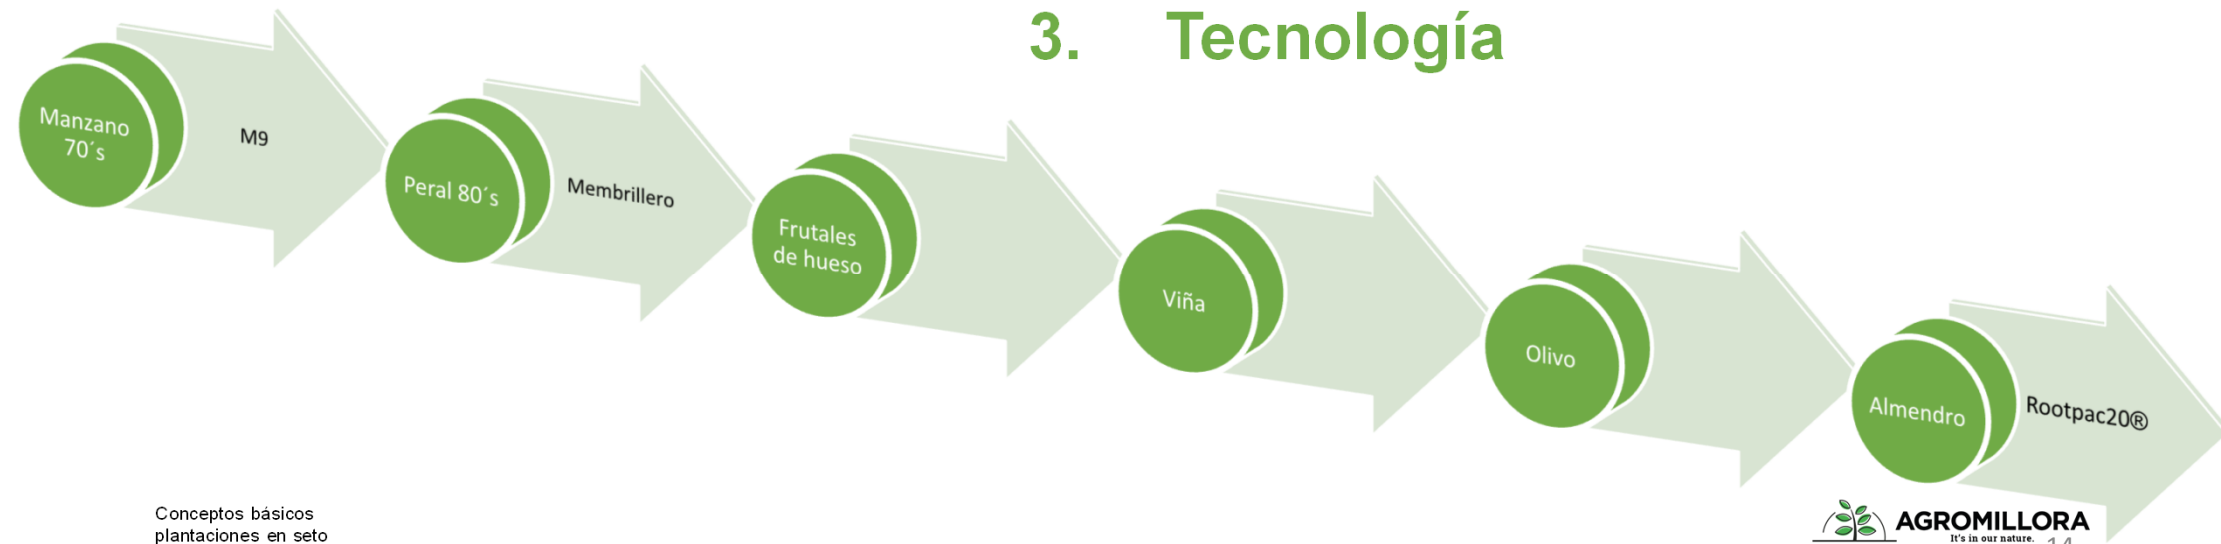 3. Tecnología
Manzano
70´s
M9
Peral 80´s
Membrillero
Frutales
de hueso
Viña
Olivo
Almendro
Rootpac20®
Conceptos básicos
plantaciones en seto
AGROMILLORA
It's in our nature.
14